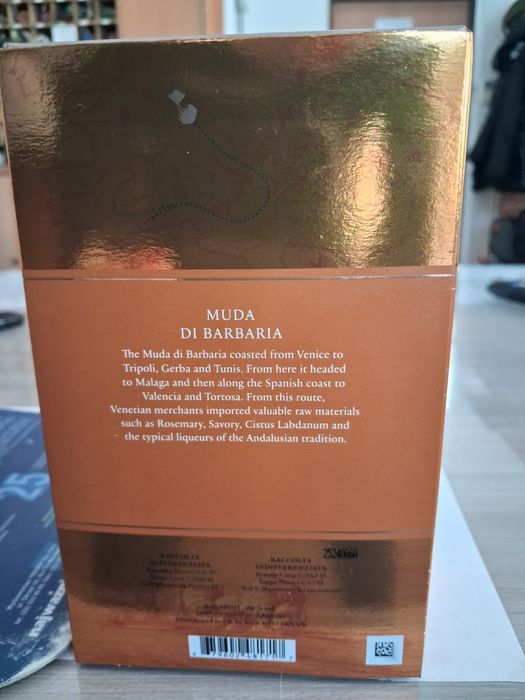 MUDA
DI BARBARIA
The Muda di Barbaria coasted from Venice to
Tripoli, Gerba and Tunis. From here it headed
to Malaga and then along the Spanish coast to
Valencia and Tortosa. From this route,
Venetian merchants imported valuable raw materials
such as Rosemary, Savory, Cistus Labdanum and
the typical liqueurs of the Andalusian tradition.
2524066A
RACCOLTA
INDIFFERENZIATA
RACCOLTA
INDIFFERENZIATA
25